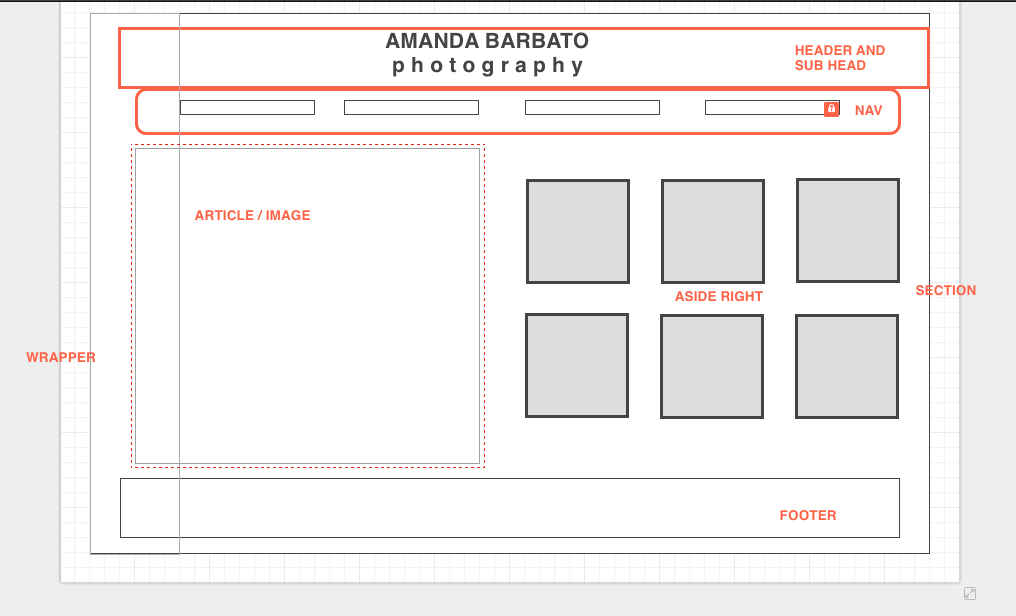 AMANDA BARBATO
photography
HEADER AND
SUB HEAD
NAV
ARTICLE / IMAGE
ASIDE RIGHT
SECTION
WRAPPER
FOOTER